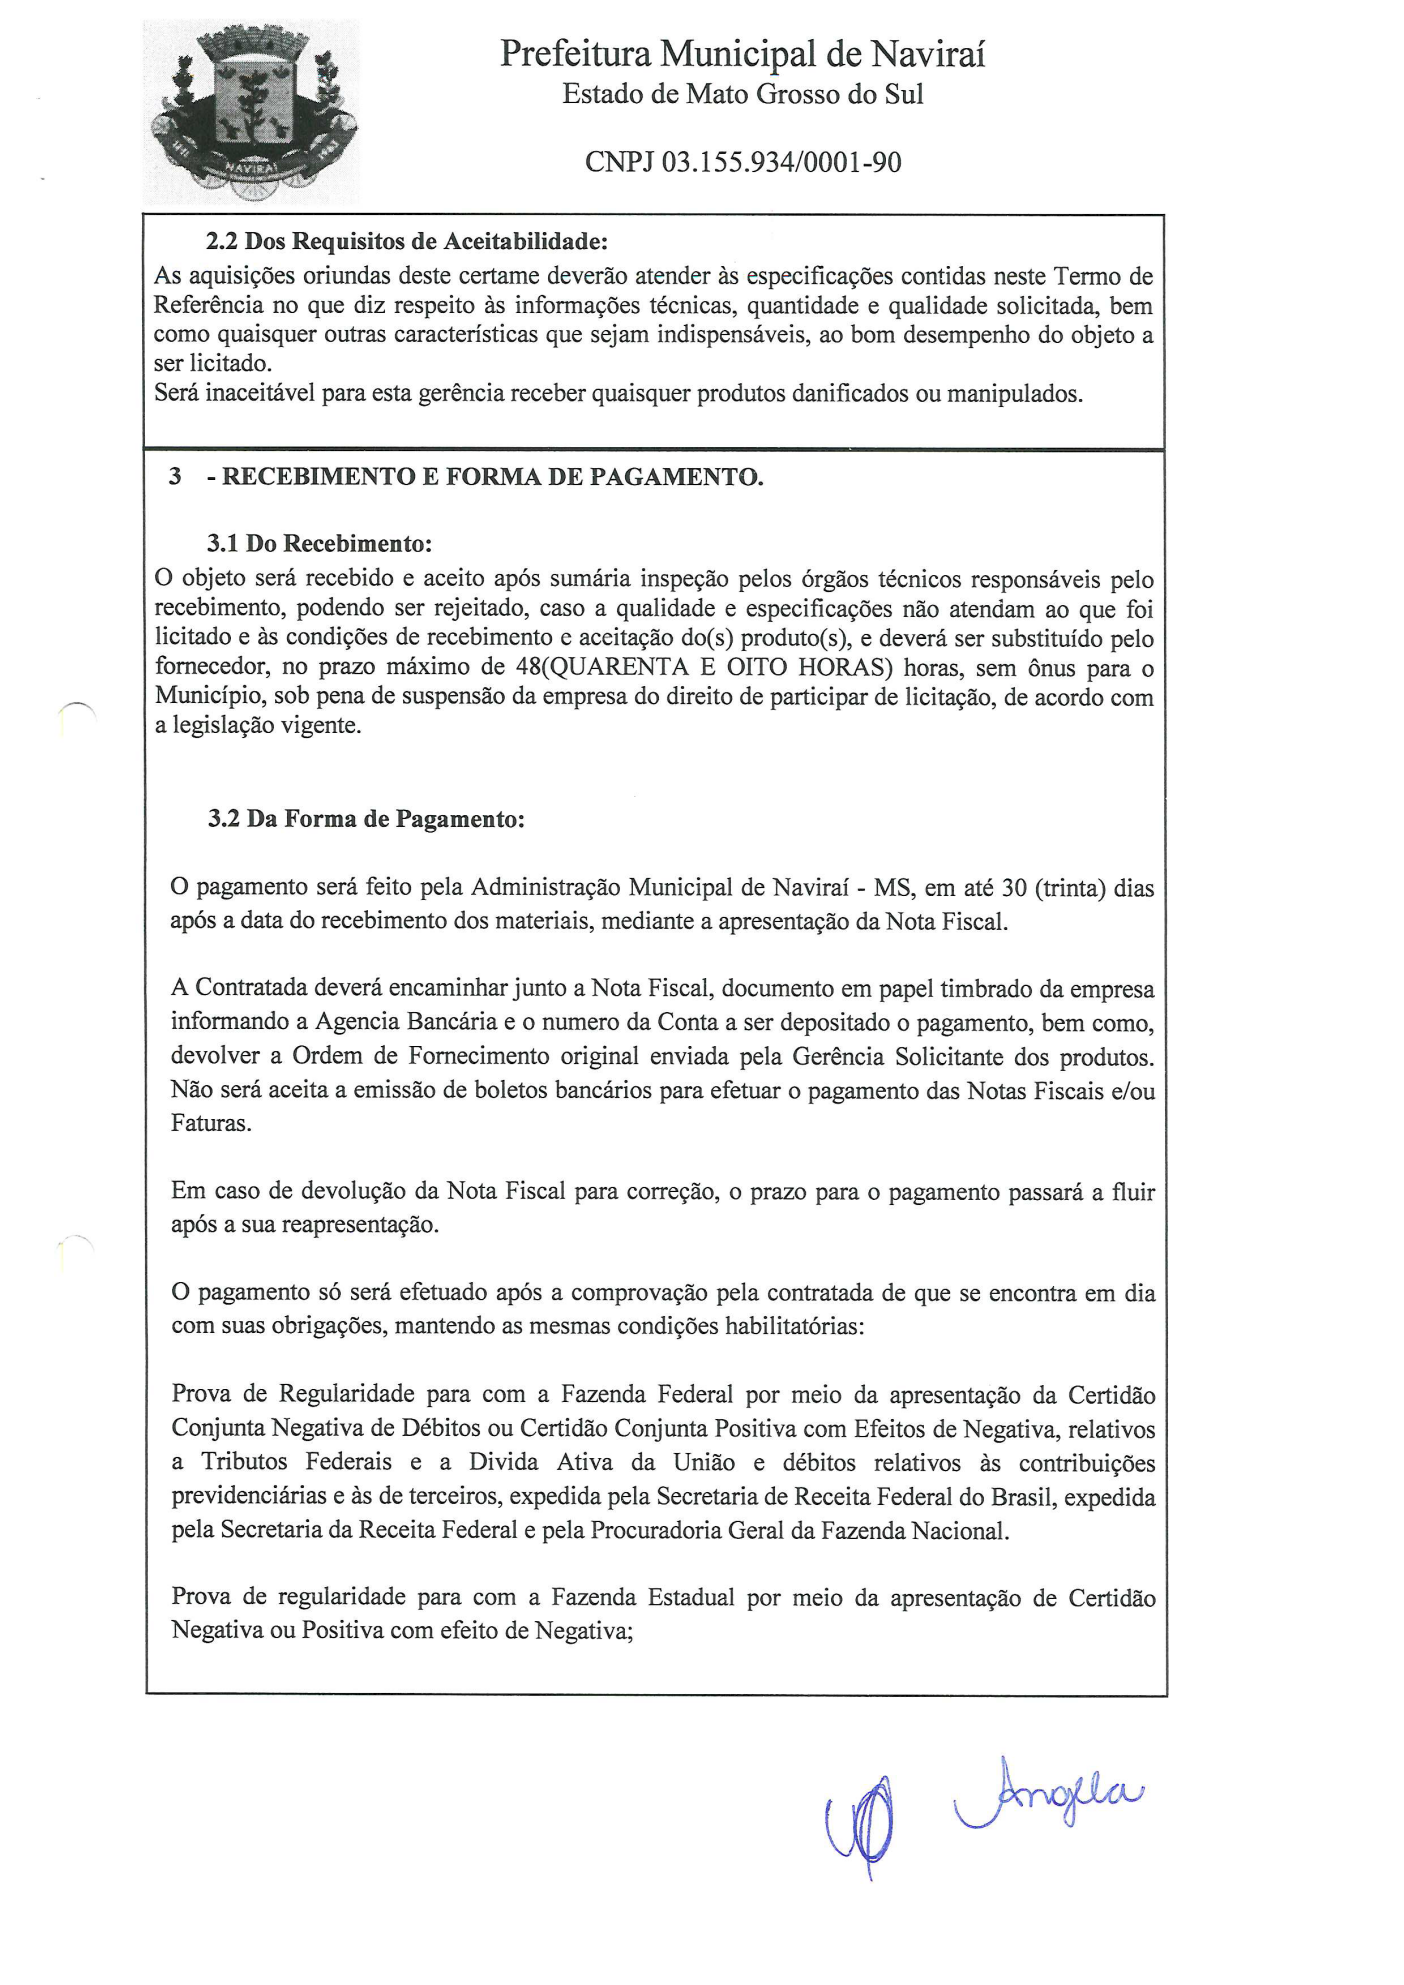 Prefeitura Municipal de Naviraí
Estado de Mato Grosso do Sul
CNPJ 03.155.934/0001-90
NAVIRAÍ
2.2 Dos Requisitos de Aceitabilidade:
As aquisições oriundas deste certame deverão atender às especificações contidas neste Termo de
Referência no que diz respeito às informações técnicas, quantidade e qualidade solicitada, bem
como quaisquer outras características que sejam indispensáveis, ao bom desempenho do objeto a
ser licitado.
Será inaceitável para esta gerência receber quaisquer produtos danificados ou manipulados.
3 - RECEBIMENTO E FORMA DE PAGAMENTO.
3.1 Do Recebimento:
O objeto será recebido e aceito após sumária inspeção pelos órgãos técnicos responsáveis pelo
recebimento, podendo ser rejeitado, caso a qualidade e especificações não atendam ao que foi
licitado e às condições de recebimento e aceitação do(s) produto(s), e deverá ser substituído pelo
fornecedor, no prazo máximo de 48(QUARENTA E OITO HORAS) horas, sem ônus para o
Município, sob pena de suspensão da empresa do direito de participar de licitação, de acordo com
a legislação vigente.
3.2 Da Forma de Pagamento:
O pagamento será feito pela Administração Municipal de Naviraí - MS, em até 30 (trinta) dias
após a data do recebimento dos materiais, mediante a apresentação da Nota Fiscal.
A Contratada deverá encaminhar junto a Nota Fiscal, documento em papel timbrado da empresa
informando a Agencia Bancária e o numero da Conta a ser depositado o pagamento, bem como,
devolver a Ordem de Fornecimento original enviada pela Gerência Solicitante dos produtos.
Não será aceita a emissão de boletos bancários para efetuar o pagamento das Notas Fiscais e/ou
Faturas.
Em caso de devolução da Nota Fiscal para correção, o prazo para o pagamento passará a fluir
após a sua reapresentação.
O pagamento só será efetuado após a comprovação pela contratada de que se encontra em dia
com suas obrigações, mantendo as mesmas condições habilitatórias:
Prova de Regularidade para com a Fazenda Federal por meio da apresentação da Certidão
Conjunta Negativa de Débitos ou Certidão Conjunta Positiva com Efeitos de Negativa, relativos
a Tributos Federais e a Divida Ativa da União e débitos relativos às contribuições
previdenciárias e às de terceiros, expedida pela Secretaria de Receita Federal do Brasil, expedida
pela Secretaria da Receita Federal e pela Procuradoria Geral da Fazenda Nacional.
Prova de regularidade para com a Fazenda Estadual por meio da apresentação de Certidão
Negativa ou Positiva com efeito de Negativa;
Angela